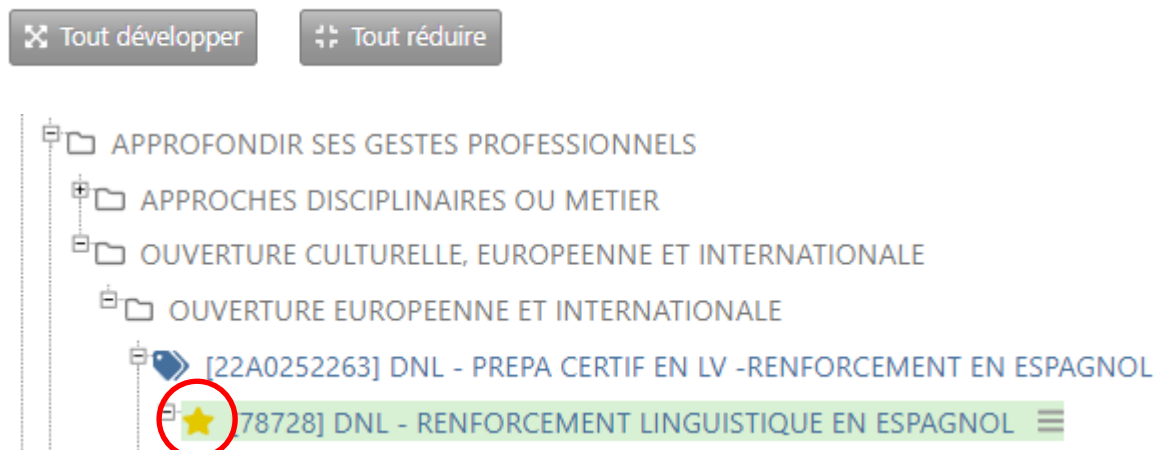 Tout développer Tout réduire
APPROFONDIR SES GESTES PROFESSIONNELS
APPROCHES DISCIPLINAIRES OU METIER
OUVERTURE CULTURELLE, EUROPEENNE ET INTERNATIONALE
OUVERTURE EUROPEENNE ET INTERNATIONALE
[22A0252263] DNL - PREPA CERTIF EN LV -RENFORCEMENT EN ESPAGNOL
[78728] DNL - RENFORCEMENT LINGUISTIQUE EN ESPAGNOL